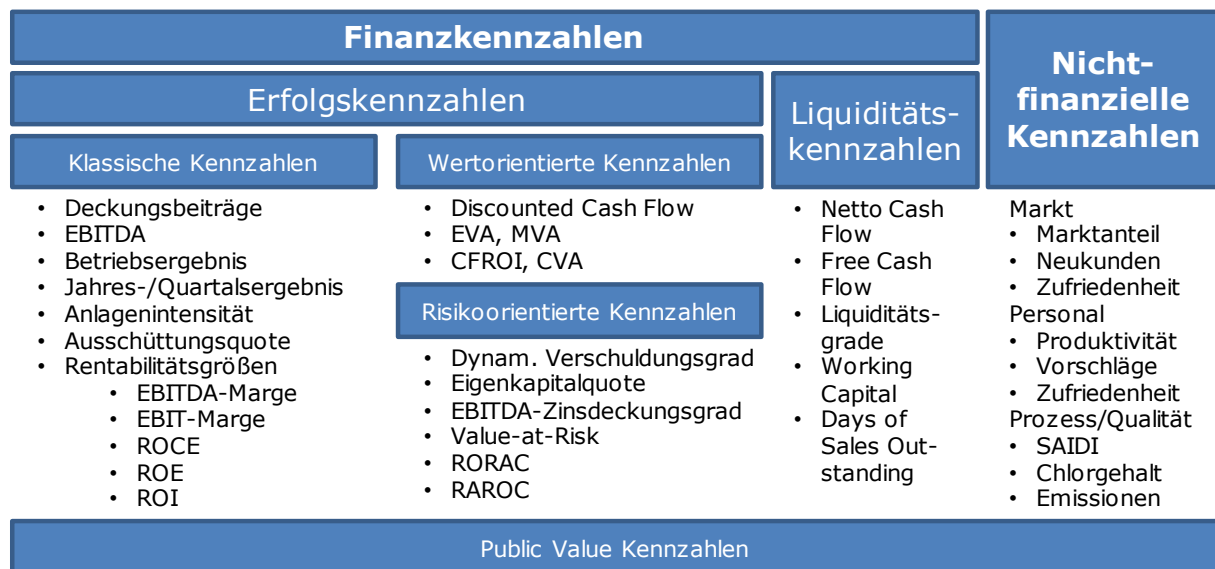 Finanzkennzahlen
Erfolgskennzahlen
Klassische Kennzahlen
• Deckungsbeiträge
• EBITDA
• Betriebsergebnis
• Jahres-/Quartalsergebnis
• Anlagenintensität
• Ausschüttungsquote
• Rentabilitätsgrößen
• EBITDA-Marge
• EBIT-Marge
• ROCE
• ROE
• ROI
Wertorientierte Kennzahlen
• Discounted Cash Flow
• EVA, MVA
• CFROI, CVA
Risikoorientierte Kennzahlen
• Dynam. Verschuldungsgrad
• Eigenkapitalquote
• EBITDA-Zinsdeckungsgrad
• Value-at-Risk
• RORAC
• RAROC
Liquiditäts-
kennzahlen
• Netto Cash
Flow
• Free Cash
Flow
• Liquiditäts-
grade
• Working
Capital
• Days of
Sales Out-
standing
Nicht-
finanzielle
Kennzahlen
Markt
• Marktanteil
• Neukunden
• Zufriedenheit
Personal
• Produktivität
• Vorschläge
• Zufriedenheit
Prozess/Qualität
• SAIDI
• Chlorgehalt
• Emissionen
Public Value Kennzahlen